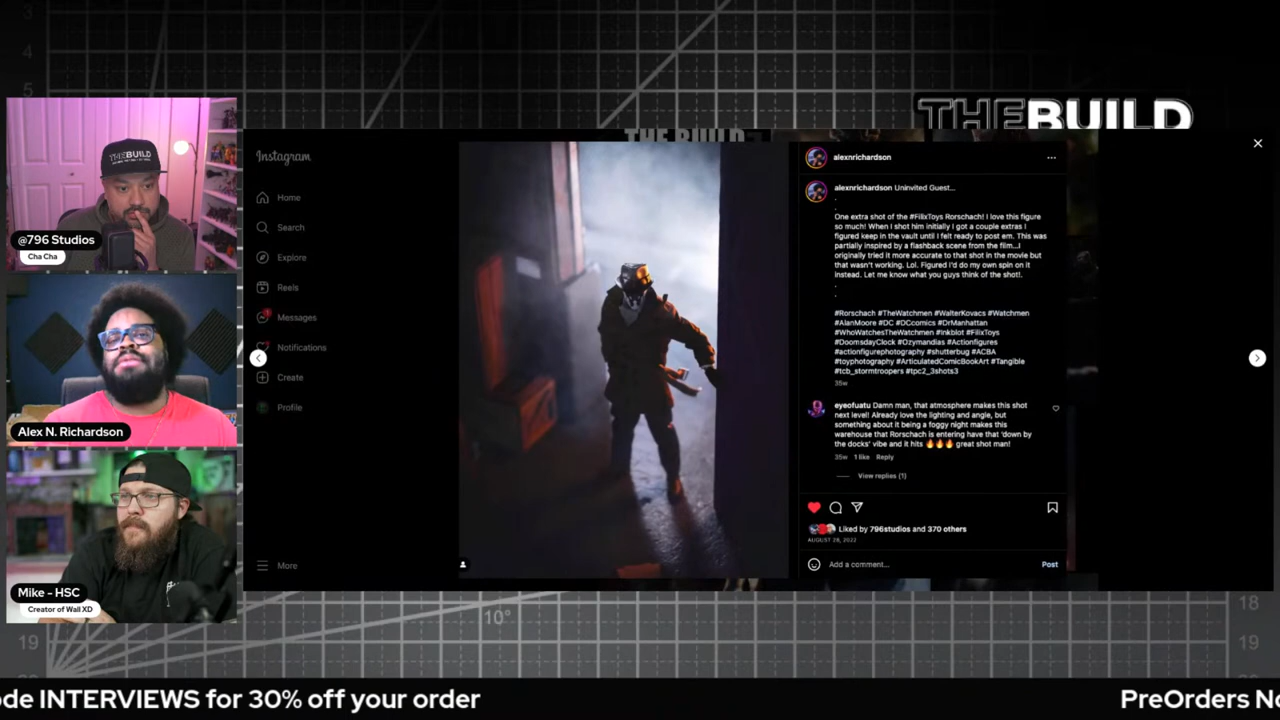 3
4
5
THEBUILD
THE BUILD
@796 Studios
Cha Cha
Alex N. Richardson
Mike - HSC
Creator of Wall XD
THEBUILD
Instagram
Home
Search
Explore
Reels
Messages
Notifications
Create
Profile
More
alexnrichardson
alexnrichardson Uninvited Guest...
.
.
One extra shot of the #FilixToys Rorschach! I love this figure
so much! When I shot him initially I got a couple extras I
figured keep in the vault until I felt ready to post em. This was
partially inspired by a flashback scene from the film...I
originally tried it more accurate to that shot in the movie but
that wasn't working. Lol. Figured I'd do my own spin on it
instead. Let me know what you guys think of the shot!.
.
.
#Rorschach #TheWatchmen #WalterKovacs #Watchmen
#AlanMoore #DC #DCcomics #DrManhattan
#WhoWatchesTheWatchmen #Inkblot #FilixToys
#DoomsdayClock #Ozymandias #Actionfigures
#actionfigurephotography #shutterbug #ACBA
#toyphotography #ArticulatedComicBookArt #Tangible
#tcb_stormtroopers #tpc2_3shots3
35w
eyeofuatu Damn man, that atmosphere makes this shot
next level! Already love the lighting and angle, but
something about it being a foggy night makes this
warehouse that Rorschach is entering have that 'down by
the docks' vibe and it hits 🔥🔥🔥 great shot man!
35w 1 like Reply
View replies (1)
Liked by 796studios and 370 others
AUGUST 28, 2022
Add a comment...
Post
10°
18
19
19
ode INTERVIEWS for 30% off your order
PreOrders No